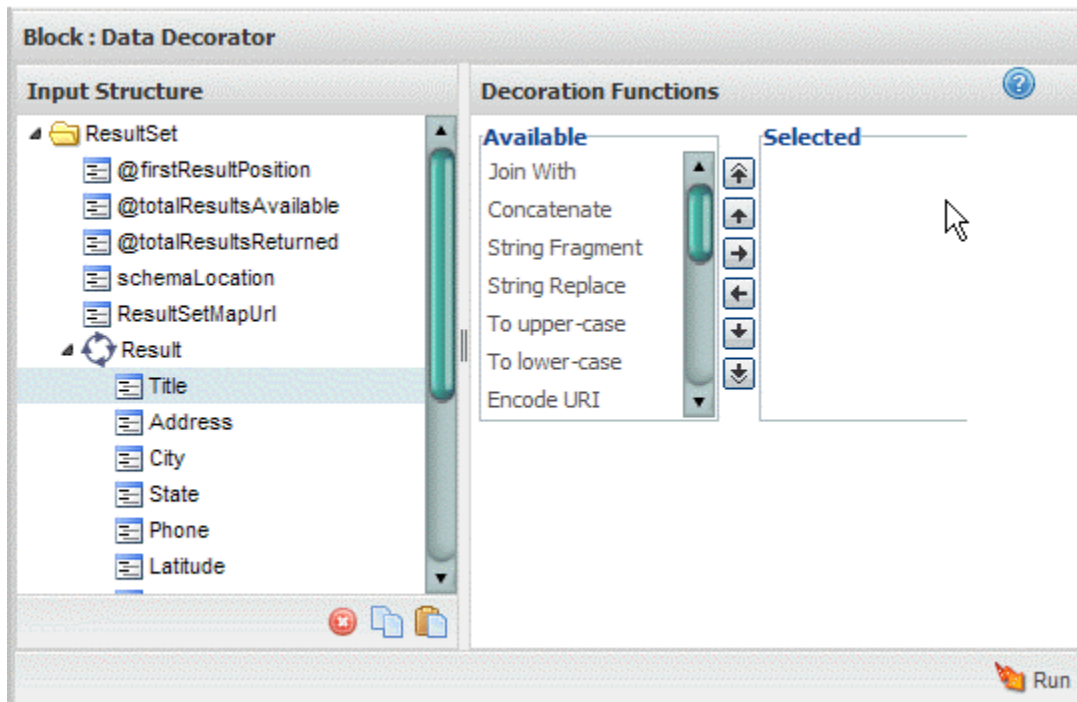 Block : Data Decorator
Input Structure
ResultSet
@firstResultPosition
@totalResultsAvailable
@totalResultsReturned
schemaLocation
ResultSetMapUrl
Result
Title
Address
City
State
Phone
Latitude
Decoration Functions
?
Available
Join With
Concatenate
String Fragment
String Replace
To upper-case
To lower-case
Encode URI
Selected
Run